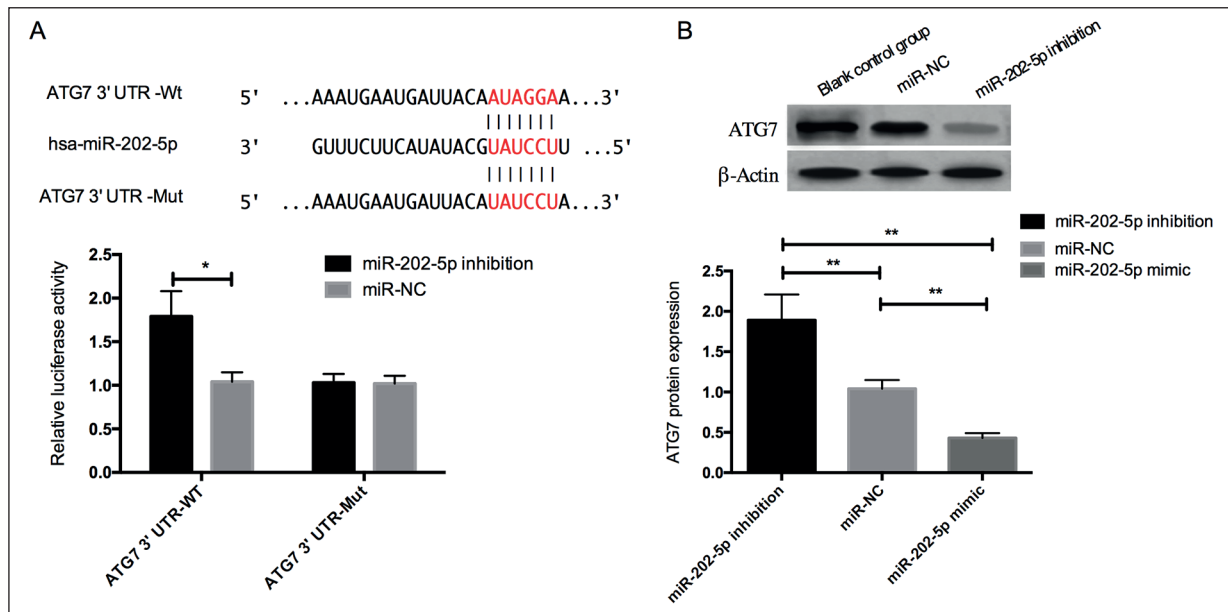 A
ATG7 3' UTR -Wt 5' ...AAAUGAAUGAUUACAAUAGGAA...3'
hsa-miR-202-5p 3' GUUUCUUCAUAUACGUAUCCUU ...5'
ATG7 3' UTR -Mut 5' ...AAAUGAAUGAUUACAUAUCCUA...3'
Relative luciferase activity
2.5
2.0
1.5
1.0
0.5
0.0
*
miR-202-5p inhibition
miR-NC
ATG7 3' UTR-WT
ATG7 3' UTR-Mut
B
Blank control group
miR-NC
miR-202-5p inhibition
ATG7
β-Actin
miR-202-5p inhibition
miR-NC
miR-202-5p mimic
ATG7 protein expression
2.5
2.0
1.5
1.0
0.5
0.0
**
**
**
miR-202-5p inhibition
miR-NC
miR-202-5p mimic